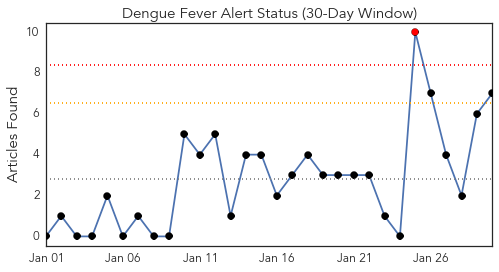 Dengue Fever Alert Status (30-Day Window)
Articles Found
10
8
6
4
2
0
Jan 01
Jan 06
Jan 11
Jan 16
Jan 21
Jan 26